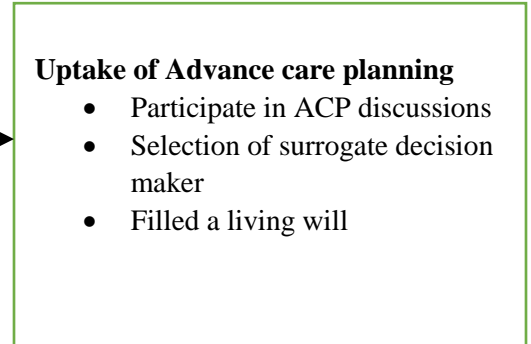 Uptake of Advance care planning
• Participate in ACP discussions
• Selection of surrogate decision
maker
• Filled a living will